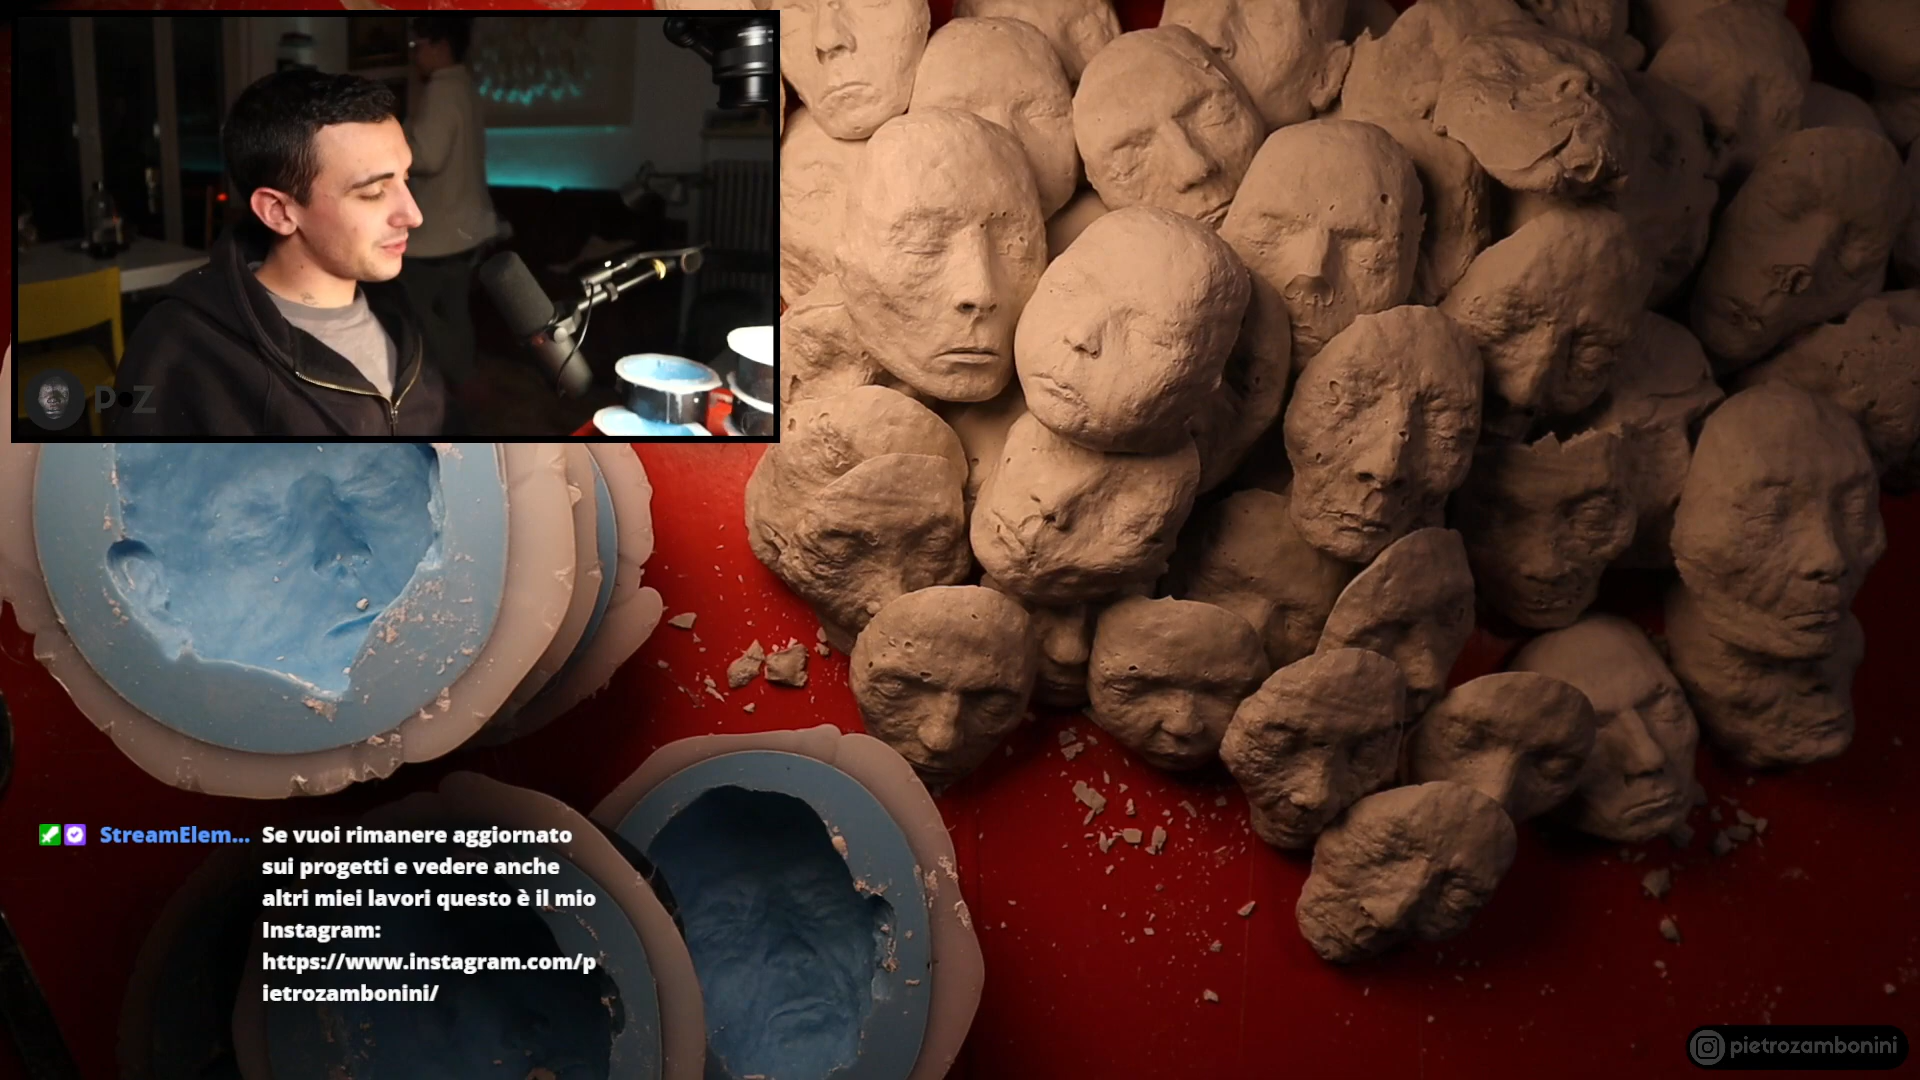 P●Z
StreamElem... Se vuoi rimanere aggiornato
sui progetti e vedere anche
altri miei lavori questo è il mio
Instagram:
https://www.instagram.com/p
ietrozambonini/
pietrozambonini